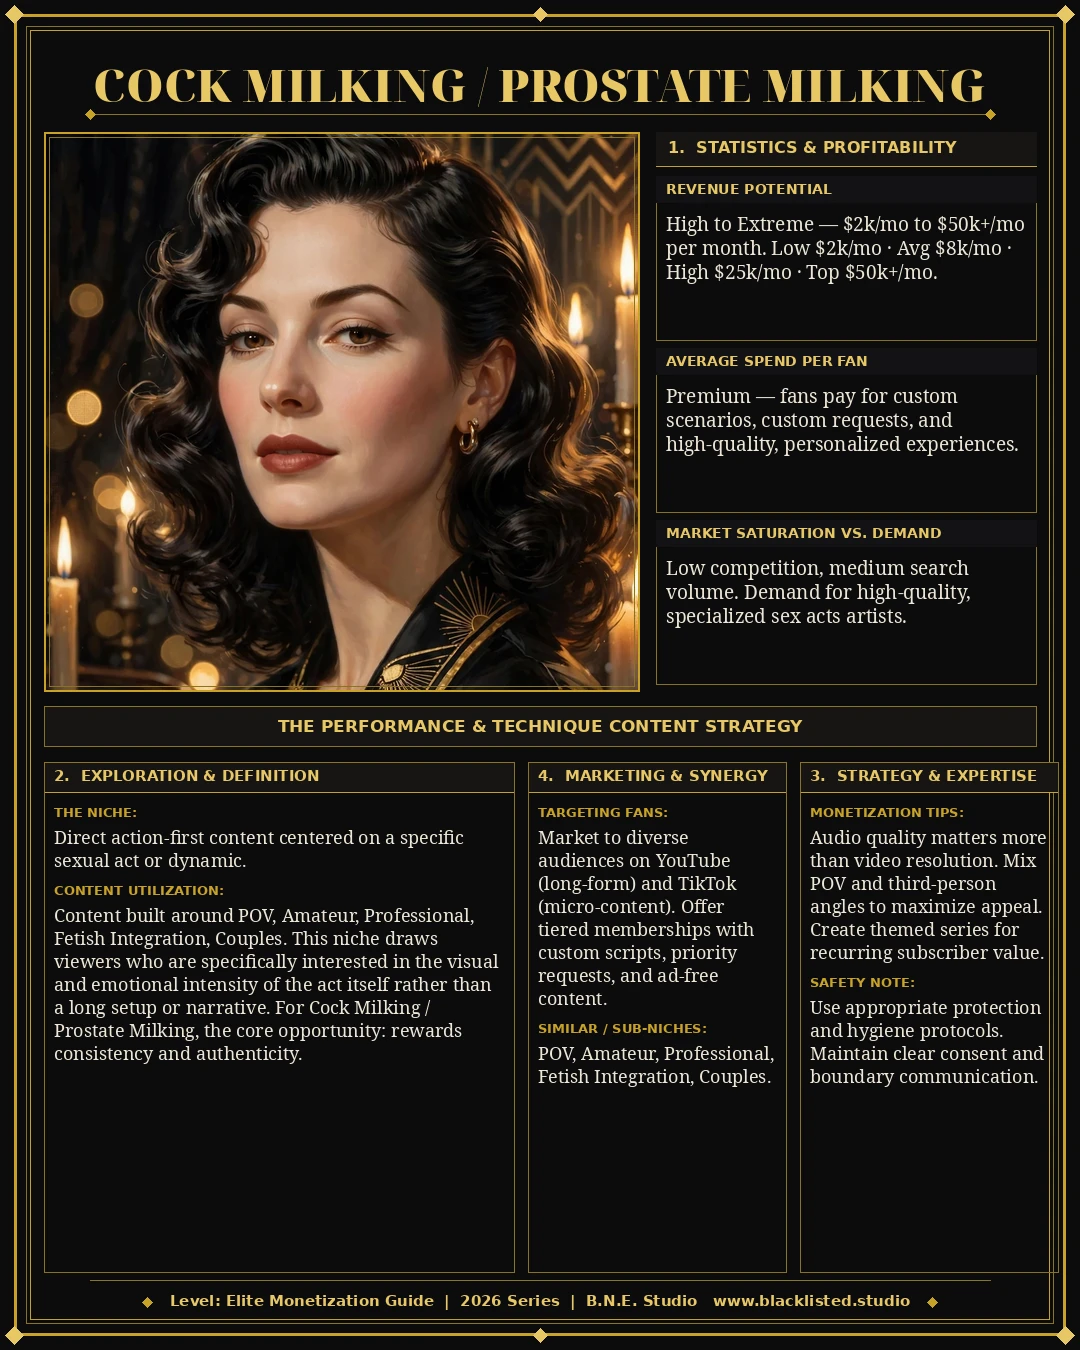 COCK MILKING / PROSTATE MILKING
1. STATISTICS & PROFITABILITY
REVENUE POTENTIAL
High to Extreme — $2k/mo to $50k+/mo
per month. Low $2k/mo · Avg $8k/mo ·
High $25k/mo · Top $50k+/mo.
AVERAGE SPEND PER FAN
Premium — fans pay for custom
scenarios, custom requests, and
high-quality, personalized experiences.
MARKET SATURATION VS. DEMAND
Low competition, medium search
volume. Demand for high-quality,
specialized sex acts artists.
THE PERFORMANCE & TECHNIQUE CONTENT STRATEGY
2. EXPLORATION & DEFINITION
THE NICHE:
Direct action-first content centered on a specific
sexual act or dynamic.
CONTENT UTILIZATION:
Content built around POV, Amateur, Professional,
Fetish Integration, Couples. This niche draws
viewers who are specifically interested in the visual
and emotional intensity of the act itself rather than
a long setup or narrative. For Cock Milking /
Prostate Milking, the core opportunity: rewards
consistency and authenticity.
4. MARKETING & SYNERGY
TARGETING FANS:
Market to diverse
audiences on YouTube
(long-form) and TikTok
(micro-content). Offer
tiered memberships with
custom scripts, priority
requests, and ad-free
content.
SIMILAR / SUB-NICHES:
POV, Amateur, Professional,
Fetish Integration, Couples.
3. STRATEGY & EXPERTISE
MONETIZATION TIPS:
Audio quality matters more
than video resolution. Mix
POV and third-person
angles to maximize appeal.
Create themed series for
recurring subscriber value.
SAFETY NOTE:
Use appropriate protection
and hygiene protocols.
Maintain clear consent and
boundary communication.
Level: Elite Monetization Guide | 2026 Series | B.N.E. Studio www.blacklisted.studio